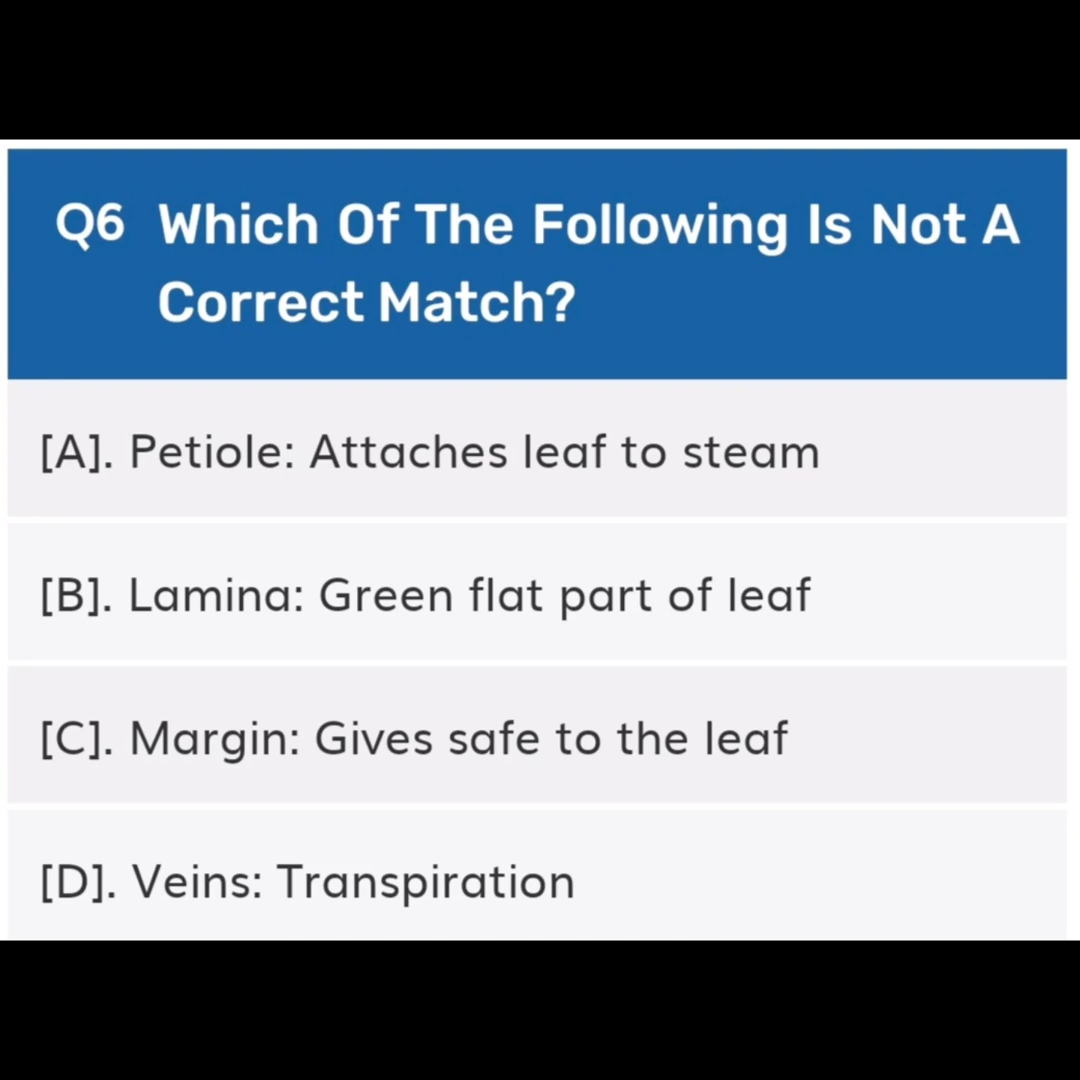 Q6 Which Of The Following Is Not A
Correct Match?
[A]. Petiole: Attaches leaf to steam
[B]. Lamina: Green flat part of leaf
[C]. Margin: Gives safe to the leaf
[D]. Veins: Transpiration